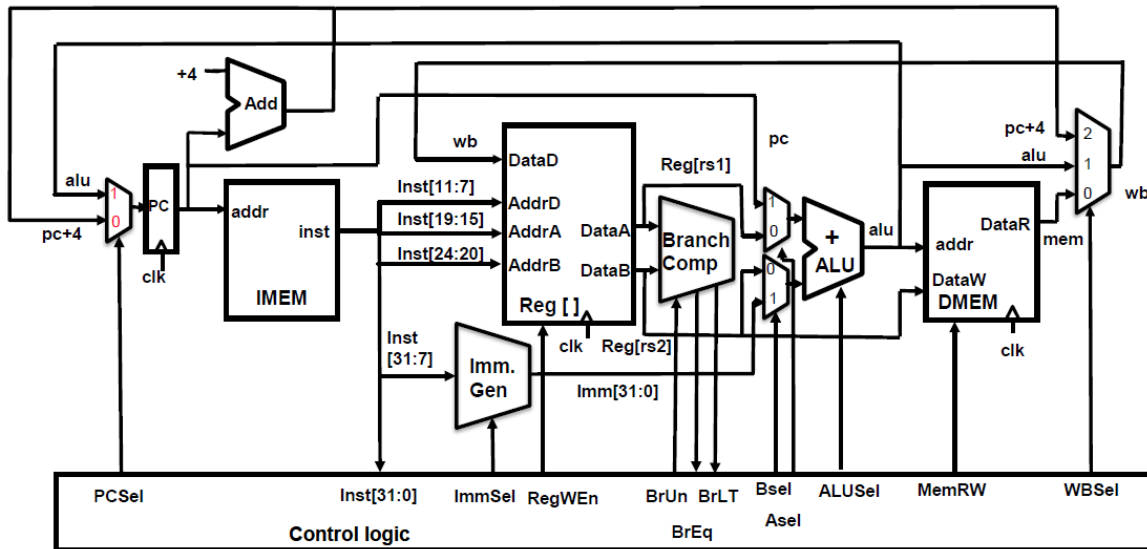 +4
Add
pc
pc+4
2
alu
1
wb
0
wb
DataD
Reg[rs1]
Inst[11:7]
AddrD
Inst[19:15]
AddrA
Inst[24:20]
AddrB
DataA
DataB
Reg [ ]
clk
Reg[rs2]
alu
1
0
pc+4
PC
clk
addr
inst
IMEM
Branch
Comp
1
0
0
1
+
ALU
alu
DataR
mem
addr
DataW
DMEM
clk
Inst
[31:7]
Imm.
Gen
Imm[31:0]
PCSel
Inst[31:0]
ImmSel
RegWEn
BrUn
BrLT
BrEq
Bsel
Asel
ALUSel
MemRW
WBSel
Control logic